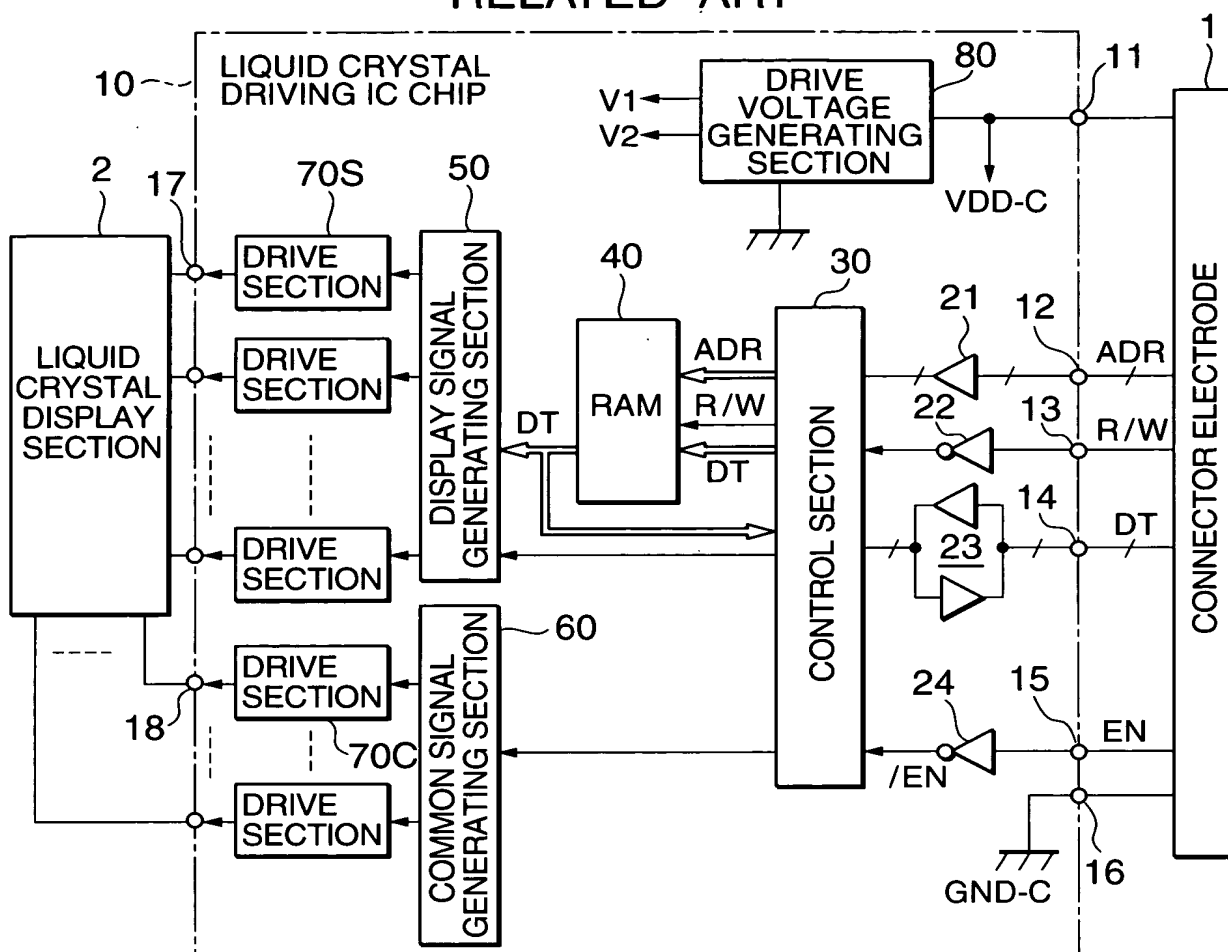 RELATED ART
1
10
LIQUID CRYSTAL
DRIVING IC CHIP
80
11
DRIVE
VOLTAGE
GENERATING
SECTION
V1
V2
VDD-C
2
17
70S
50
DRIVE
SECTION
40
30
21
12
ADR
ADR
LIQUID
CRYSTAL
DISPLAY
SECTION
DRIVE
SECTION
DISPLAY SIGNAL
GENERATING SECTION
RAM
R/W
22
13
R/W
DT
DT
CONTROL SECTION
CONNECTOR ELECTRODE
14
DT
23
DRIVE
SECTION
60
DRIVE
SECTION
18
70C
COMMON SIGNAL
GENERATING SECTION
24
15
EN
/EN
DRIVE
SECTION
16
GND-C